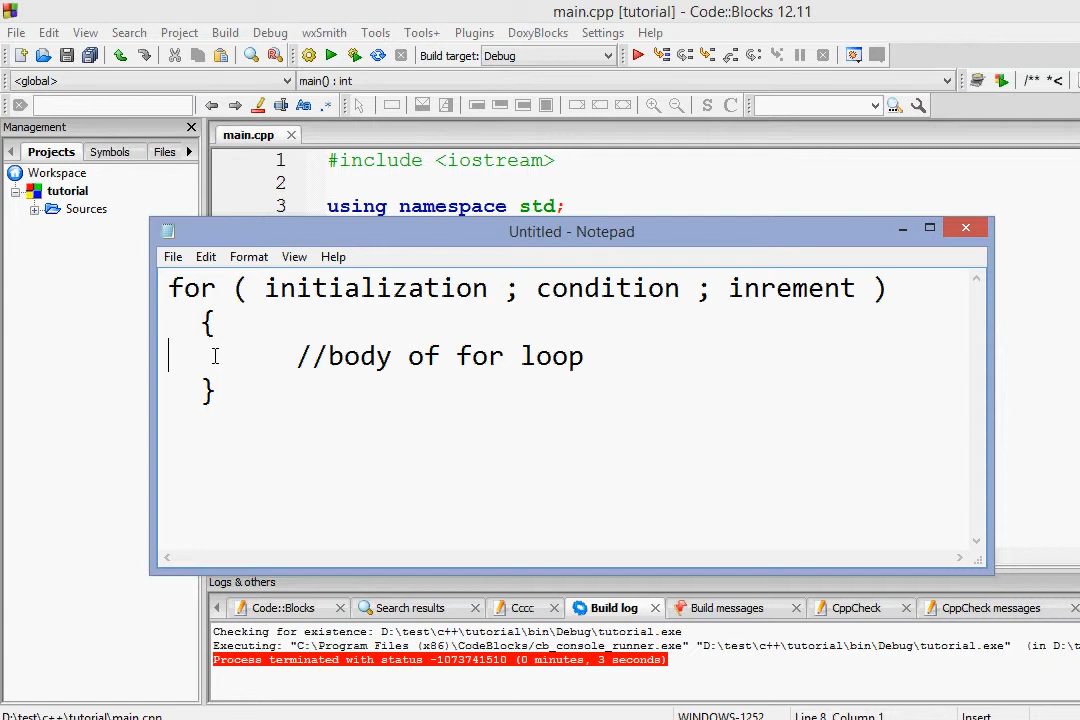 main.cpp [tutorial] - Code::Blocks 12.11
File Edit View Search Project Build Debug wxSmith Tools Tools+ Plugins DoxyBlocks Settings Help
Build target: Debug
<global> main() : int /** *<
Management
main.cpp
Projects Symbols Files
Workspace
tutorial
Sources
1 #include <iostream>
2
3 using namespace std;
Untitled - Notepad
File Edit Format View Help
for ( initialization ; condition ; inrement )
{
//body of for loop
}
Logs & others
Code::Blocks Search results Cccc Build log Build messages CppCheck CppCheck messages
Checking for existence: D:\test\c++\tutorial\bin\Debug\tutorial.exe
Executing: "C:\Program Files (x86)\CodeBlocks/cb_console_runner.exe" "D:\test\c++\tutorial\bin\Debug\tutorial.exe" (in D:\t
Process terminated with status -1073741510 (0 minutes, 3 seconds)
D:\test\c++\tutorial\main.cpp WINDOWS-1252 Line 8, Column 1 Insert